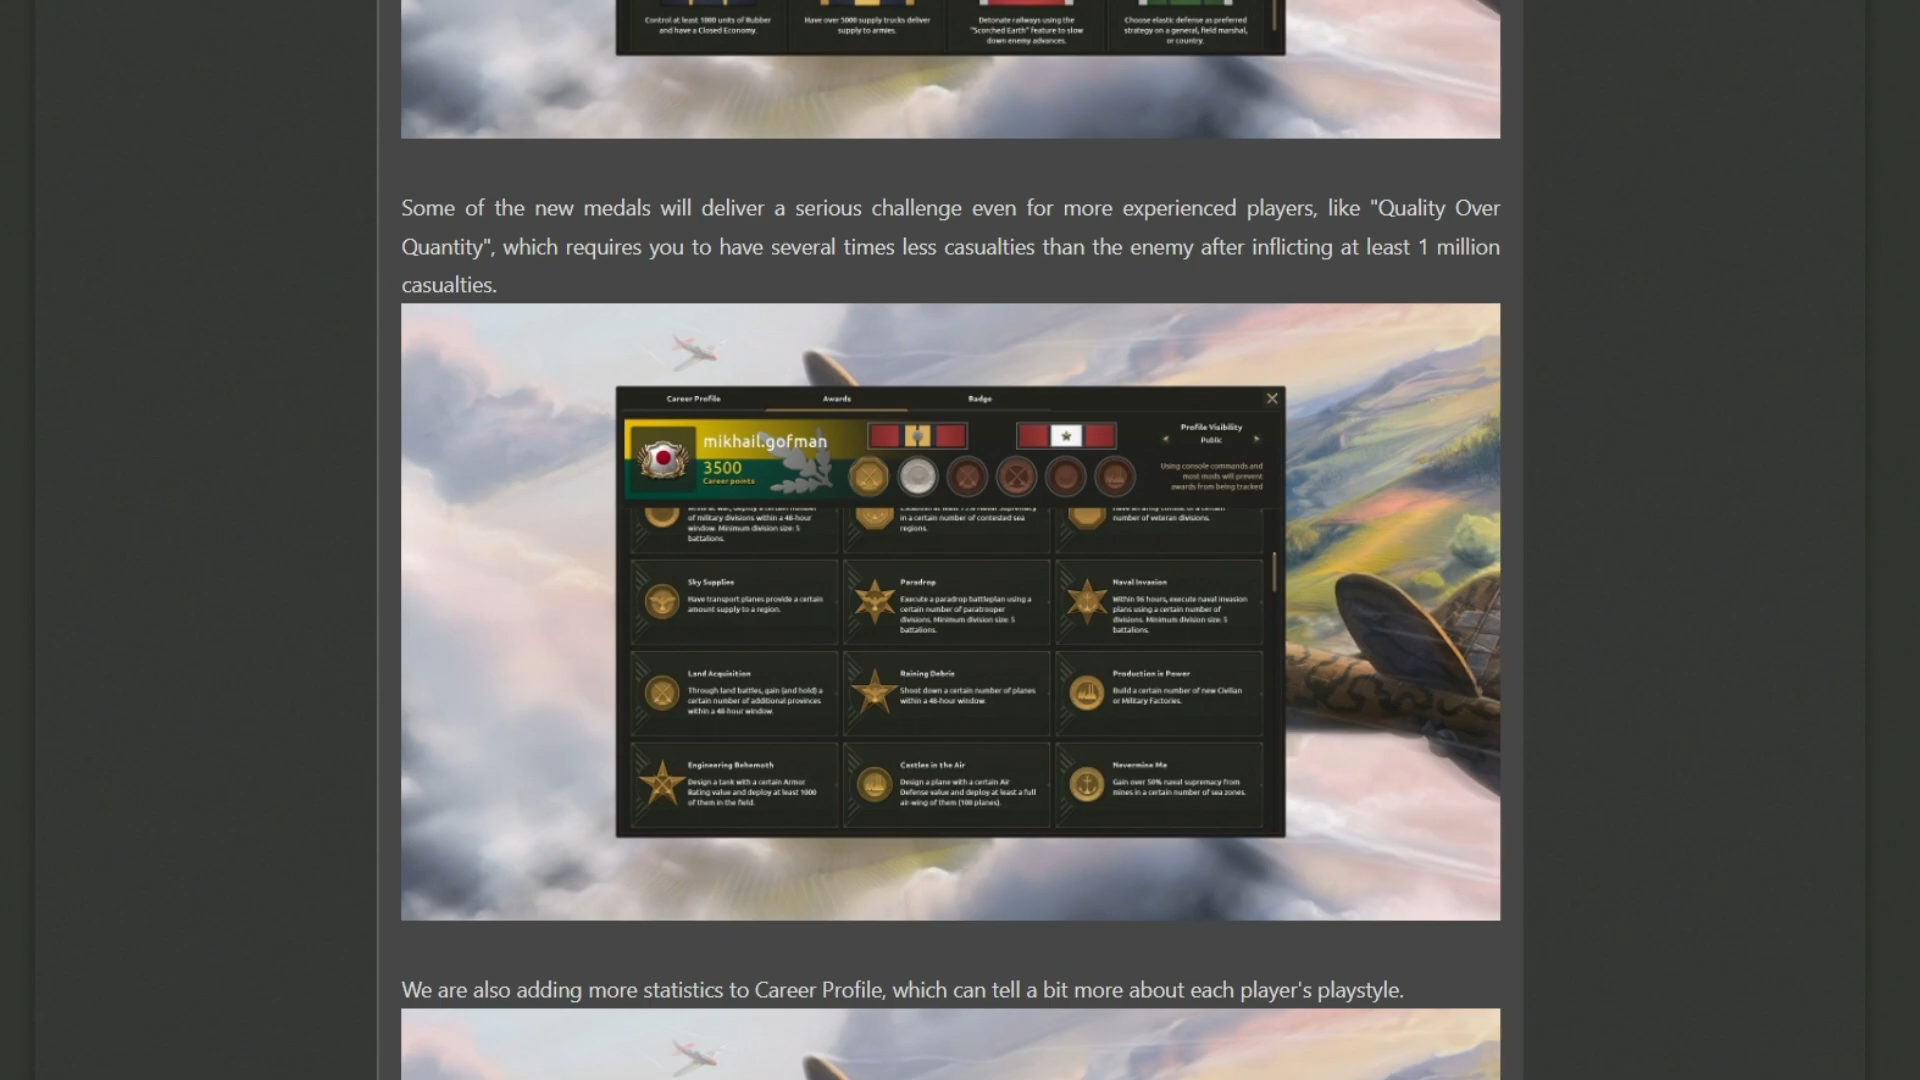 Control at least 1000 units of Rubber
and have a Closed Economy.
Have over 5000 supply trucks deliver
supply to armies.
Detonate railways using the
"Scorched Earth" feature to slow
down enemy advances.
Choose elastic defense as preferred
strategy on a general, field marshal,
or country.
Some of the new medals will deliver a serious challenge even for more experienced players, like "Quality Over
Quantity", which requires you to have several times less casualties than the enemy after inflicting at least 1 million
casualties.
Career Profile
Awards
Badge
mikhail.gofman
3500
Career points
Profile Visibility
Public
Using console commands and
most mods will prevent
awards from being tracked
of military divisions within a 48-hour
window. Minimum division size: 5
battalions.
in a certain number of contested sea
regions.
number of veteran divisions.
Sky Supplies
Have transport planes provide a certain
amount supply to a region.
Paradrop
Execute a paradrop battleplan using a
certain number of paratrooper
divisions. Minimum division size: 5
battalions.
Naval Invasion
Within 96 hours, execute naval invasion
plans using a certain number of
divisions. Minimum division size: 5
battalions.
Land Acquisition
Through land battles, gain (and hold) a
certain number of additional provinces
within a 48-hour window.
Raining Debris
Shoot down a certain number of planes
within a 48-hour window.
Production is Power
Build a certain number of new Civilian
or Military Factories.
Engineering Behemoth
Design a tank with a certain Armor
Rating value and deploy at least 1000
of them in the field.
Castles in the Air
Design a plane with a certain Air
Defense value and deploy at least a full
air-wing of them (100 planes).
Nevermine Me
Gain over 50% naval supremacy from
mines in a certain number of sea zones.
We are also adding more statistics to Career Profile, which can tell a bit more about each player's playstyle.